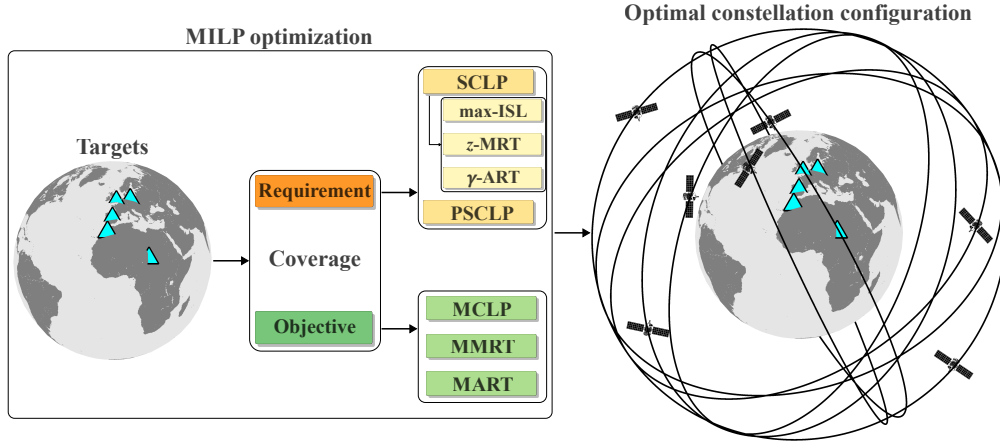 MILP optimization
Optimal constellation configuration
Targets
Requirement
Coverage
Objective
SCLP
max-ISL
z-MRT
γ-ART
PSCLP
MCLP
MMRT
MART